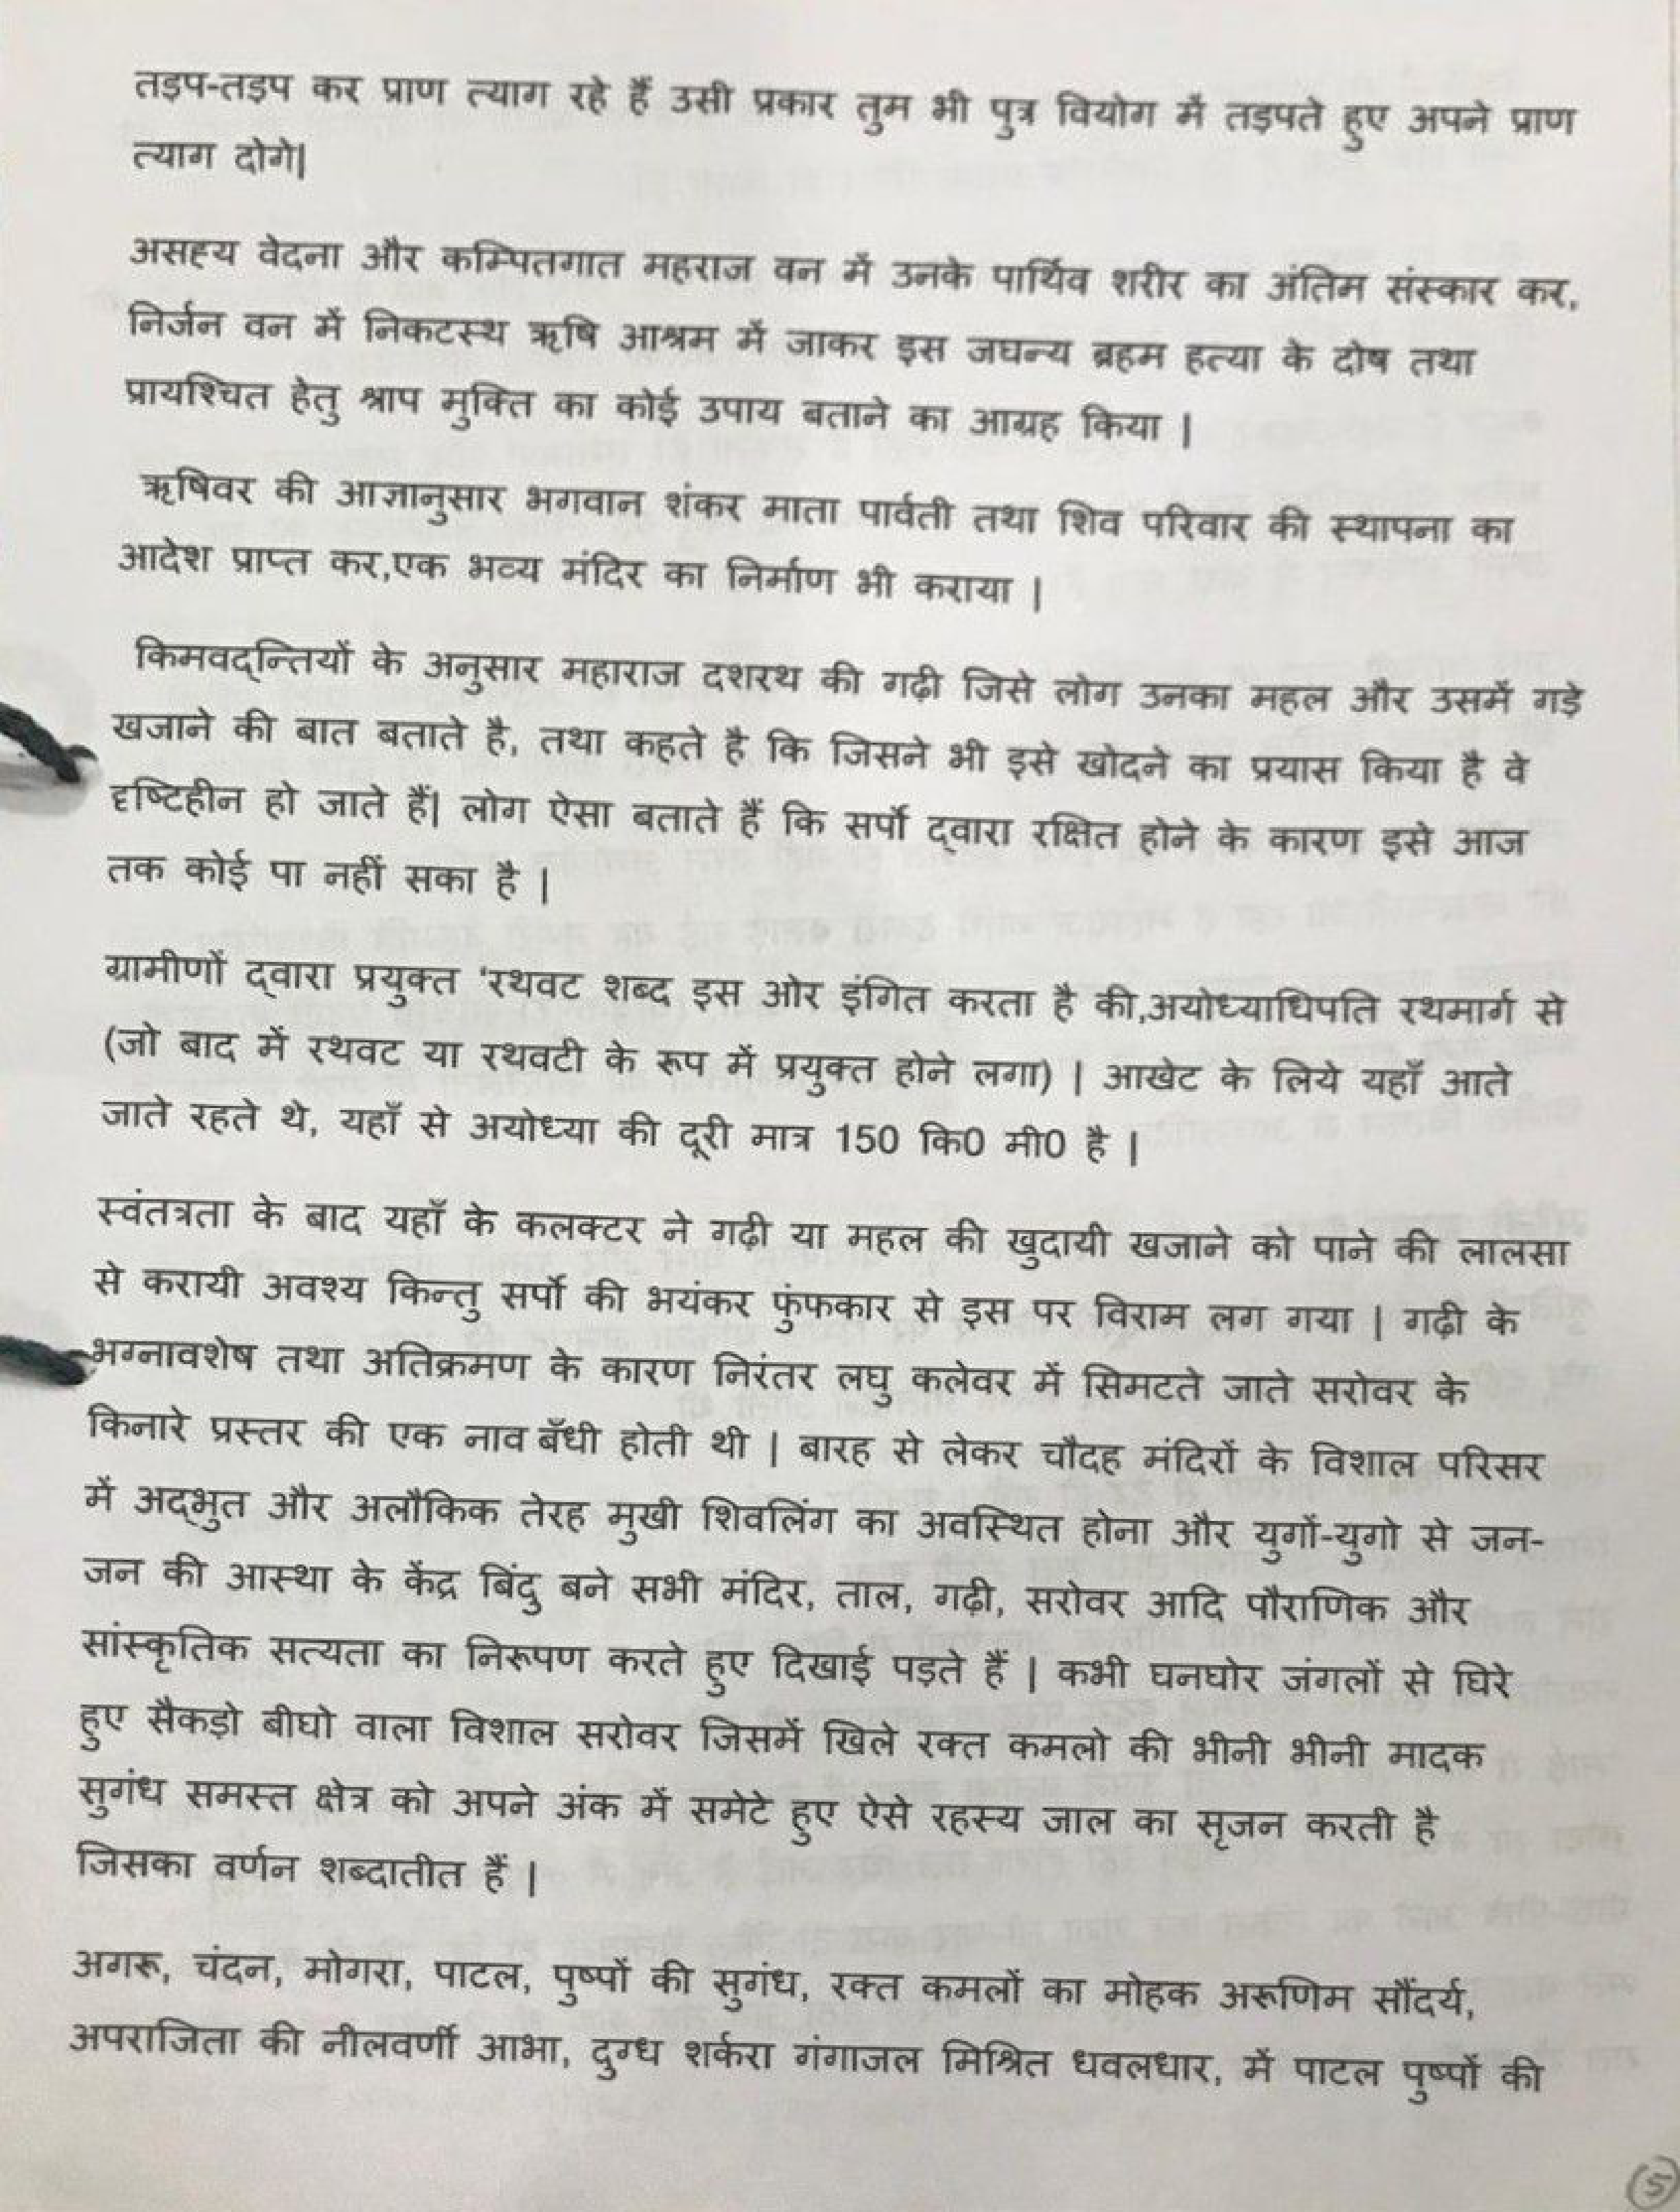 तड़प-तड़प कर प्राण त्याग रहे हैं उसी प्रकार तुम भी पुत्र वियोग में तड़पते हुए अपने प्राण
त्याग दोगे|
असह्य वेदना और कम्पितगात महराज वन में उनके पार्थिव शरीर का अंतिम संस्कार कर,
निर्जन वन में निकटस्थ ऋषि आश्रम में जाकर इस जघन्य ब्रहम हत्या के दोष तथा
प्रायश्चित हेतु श्राप मुक्ति का कोई उपाय बताने का आग्रह किया |
ऋषिवर की आज्ञानुसार भगवान शंकर माता पार्वती तथा शिव परिवार की स्थापना का
आदेश प्राप्त कर,एक भव्य मंदिर का निर्माण भी कराया |
किमवदन्तियों के अनुसार महाराज दशरथ की गढ़ी जिसे लोग उनका महल और उसमें गड़े
खजाने की बात बताते है, तथा कहते है कि जिसने भी इसे खोदने का प्रयास किया है वे
दृष्टिहीन हो जाते हैं| लोग ऐसा बताते हैं कि सर्पो द्वारा रक्षित होने के कारण इसे आज
तक कोई पा नहीं सका है |
ग्रामीणों द्वारा प्रयुक्त 'रथवट शब्द इस ओर इंगित करता है की,अयोध्याधिपति रथमार्ग से
(जो बाद में रथवट या रथवटी के रूप में प्रयुक्त होने लगा) | आखेट के लिये यहाँ आते
जाते रहते थे, यहाँ से अयोध्या की दूरी मात्र 150 कि0 मी0 है |
स्वंतत्रता के बाद यहाँ के कलक्टर ने गढ़ी या महल की खुदायी खजाने को पाने की लालसा
से करायी अवश्य किन्तु सर्पो की भयंकर फुंफकार से इस पर विराम लग गया | गढ़ी के
भग्नावशेष तथा अतिक्रमण के कारण निरंतर लघु कलेवर में सिमटते जाते सरोवर के
किनारे प्रस्तर की एक नाव बँधी होती थी | बारह से लेकर चौदह मंदिरों के विशाल परिसर
में अद्भुत और अलौकिक तेरह मुखी शिवलिंग का अवस्थित होना और युगों-युगो से जन-
जन की आस्था के केंद्र बिंदु बने सभी मंदिर, ताल, गढ़ी, सरोवर आदि पौराणिक और
सांस्कृतिक सत्यता का निरूपण करते हुए दिखाई पड़ते हैं | कभी घनघोर जंगलों से घिरे
हुए सैकड़ो बीघो वाला विशाल सरोवर जिसमें खिले रक्त कमलो की भीनी भीनी मादक
सुगंध समस्त क्षेत्र को अपने अंक में समेटे हुए ऐसे रहस्य जाल का सृजन करती है
जिसका वर्णन शब्दातीत हैं |
अगरू, चंदन, मोगरा, पाटल, पुष्पों की सुगंध, रक्त कमलों का मोहक अरूणिम सौंदर्य,
अपराजिता की नीलवर्णी आभा, दुग्ध शर्करा गंगाजल मिश्रित धवलधार, में पाटल पुष्पों की
5